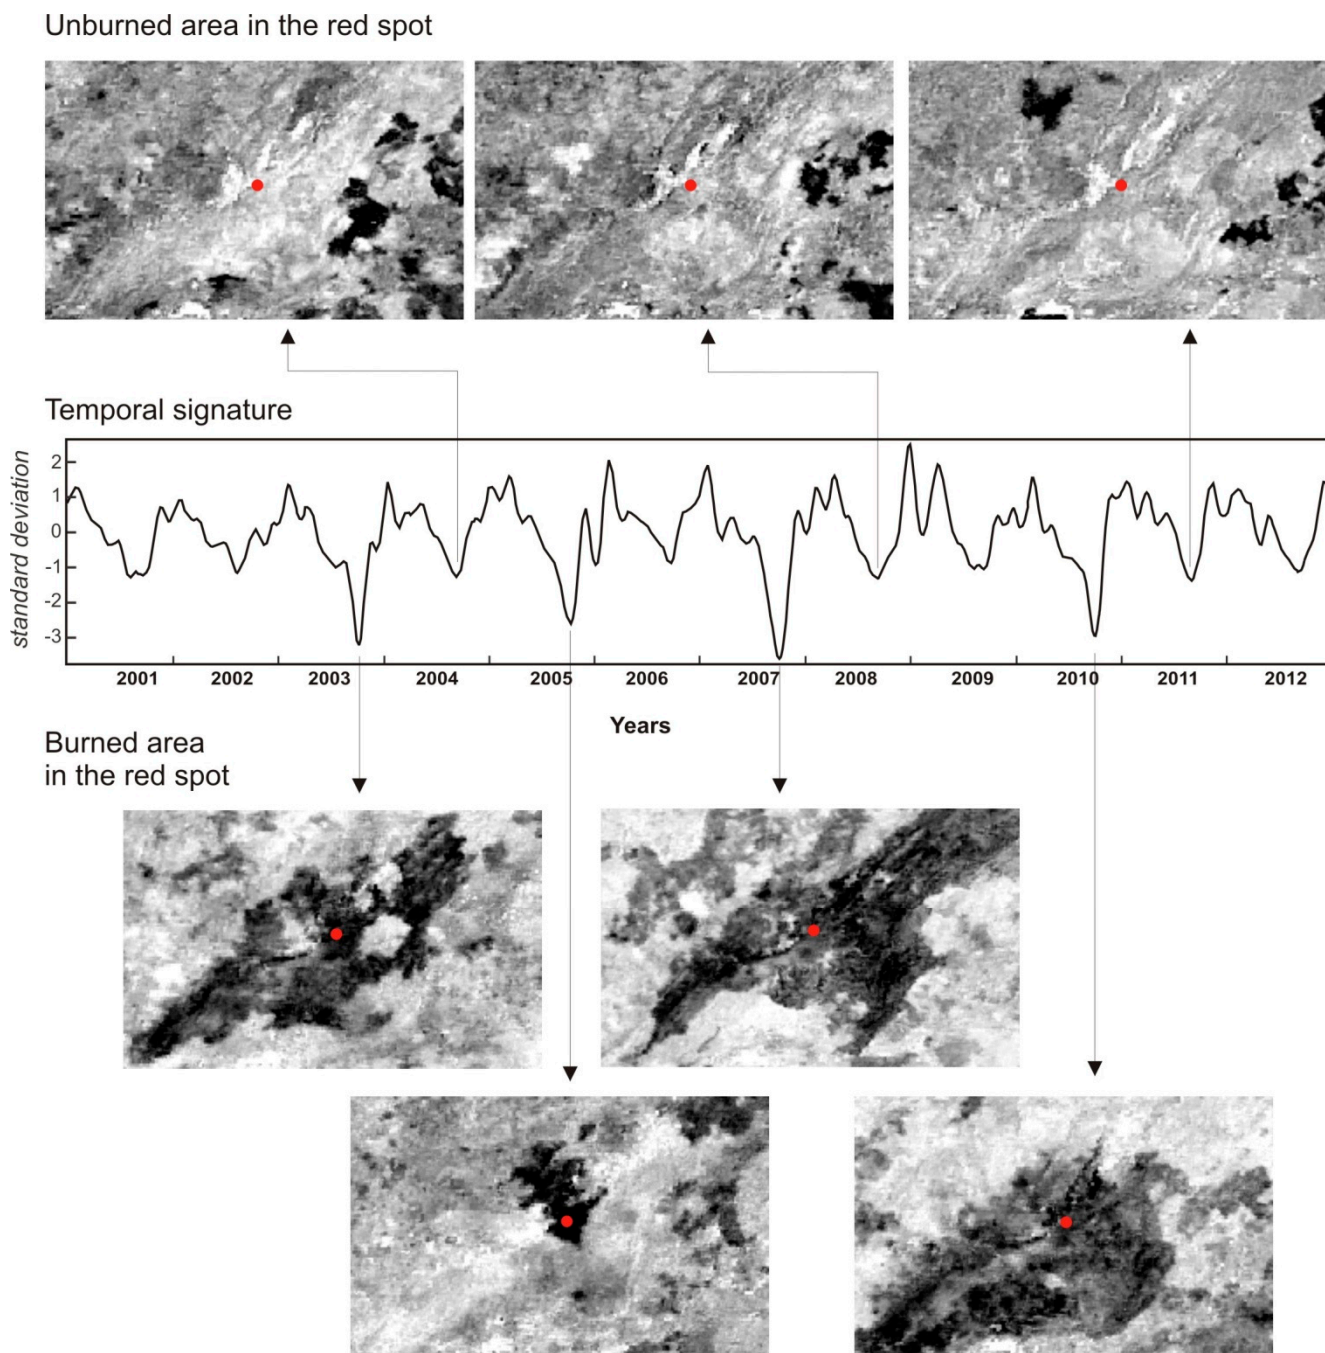 Unburned area in the red spot
Temporal signature
standard deviation
2
1
0
-1
-2
-3
2001 2002 2003 2004 2005 2006 2007 2008 2009 2010 2011 2012
Years
Burned area
in the red spot